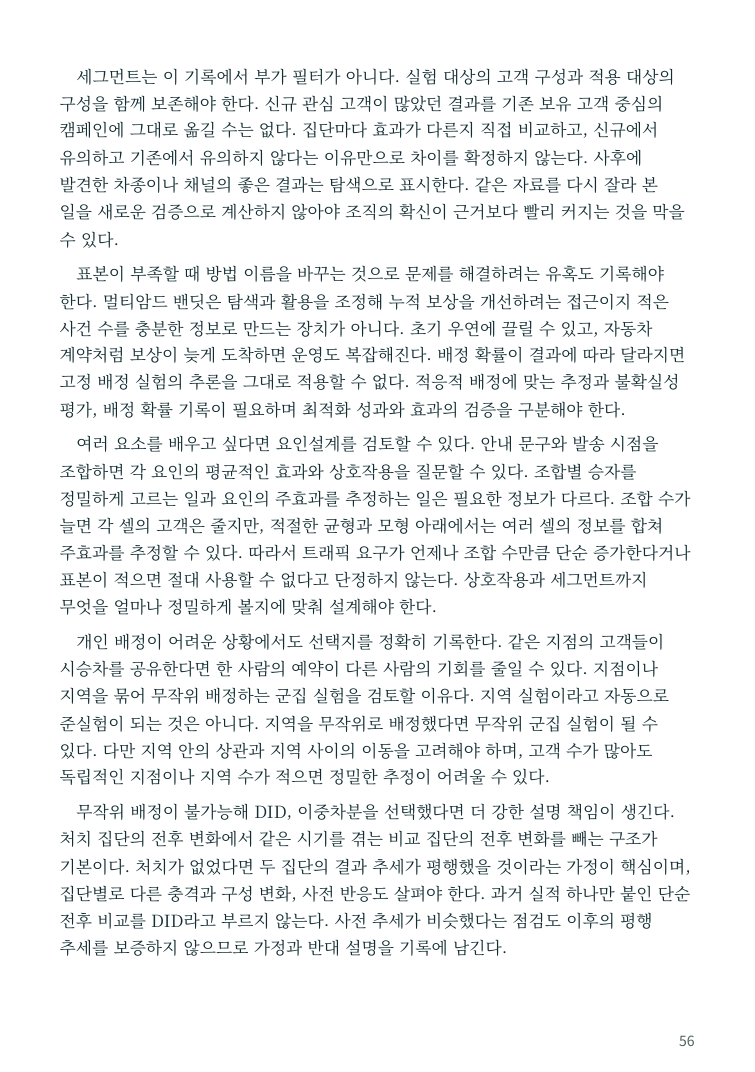 세그먼트는 이 기록에서 부가 필터가 아니다. 실험 대상의 고객 구성과 적용 대상의
구성을 함께 보존해야 한다. 신규 관심 고객이 많았던 결과를 기존 보유 고객 중심의
캠페인에 그대로 옮길 수는 없다. 집단마다 효과가 다른지 직접 비교하고, 신규에서
유의하고 기존에서 유의하지 않다는 이유만으로 차이를 확정하지 않는다. 사후에
발견한 차종이나 채널의 좋은 결과는 탐색으로 표시한다. 같은 자료를 다시 잘라 본
일을 새로운 검증으로 계산하지 않아야 조직의 확신이 근거보다 빨리 커지는 것을 막을
수 있다.
표본이 부족할 때 방법 이름을 바꾸는 것으로 문제를 해결하려는 유혹도 기록해야
한다. 멀티암드 밴딧은 탐색과 활용을 조정해 누적 보상을 개선하려는 접근이지 적은
사건 수를 충분한 정보로 만드는 장치가 아니다. 초기 우연에 끌릴 수 있고, 자동차
계약처럼 보상이 늦게 도착하면 운영도 복잡해진다. 배정 확률이 결과에 따라 달라지면
고정 배정 실험의 추론을 그대로 적용할 수 없다. 적응적 배정에 맞는 추정과 불확실성
평가, 배정 확률 기록이 필요하며 최적화 성과와 효과의 검증을 구분해야 한다.
여러 요소를 배우고 싶다면 요인설계를 검토할 수 있다. 안내 문구와 발송 시점을
조합하면 각 요인의 평균적인 효과와 상호작용을 질문할 수 있다. 조합별 승자를
정밀하게 고르는 일과 요인의 주효과를 추정하는 일은 필요한 정보가 다르다. 조합 수가
늘면 각 셀의 고객은 줄지만, 적절한 균형과 모형 아래에서는 여러 셀의 정보를 합쳐
주효과를 추정할 수 있다. 따라서 트래픽 요구가 언제나 조합 수만큼 단순 증가한다거나
표본이 적으면 절대 사용할 수 없다고 단정하지 않는다. 상호작용과 세그먼트까지
무엇을 얼마나 정밀하게 볼지에 맞춰 설계해야 한다.
개인 배정이 어려운 상황에서도 선택지를 정확히 기록한다. 같은 지점의 고객들이
시승차를 공유한다면 한 사람의 예약이 다른 사람의 기회를 줄일 수 있다. 지점이나
지역을 묶어 무작위 배정하는 군집 실험을 검토할 이유다. 지역 실험이라고 자동으로
준실험이 되는 것은 아니다. 지역을 무작위로 배정했다면 무작위 군집 실험이 될 수
있다. 다만 지역 안의 상관과 지역 사이의 이동을 고려해야 하며, 고객 수가 많아도
독립적인 지점이나 지역 수가 적으면 정밀한 추정이 어려울 수 있다.
무작위 배정이 불가능해 DID, 이중차분을 선택했다면 더 강한 설명 책임이 생긴다.
처치 집단의 전후 변화에서 같은 시기를 겪는 비교 집단의 전후 변화를 빼는 구조가
기본이다. 처치가 없었다면 두 집단의 결과 추세가 평행했을 것이라는 가정이 핵심이며,
집단별로 다른 충격과 구성 변화, 사전 반응도 살펴야 한다. 과거 실적 하나만 붙인 단순
전후 비교를 DID라고 부르지 않는다. 사전 추세가 비슷했다는 점검도 이후의 평행
추세를 보증하지 않으므로 가정과 반대 설명을 기록에 남긴다.
56